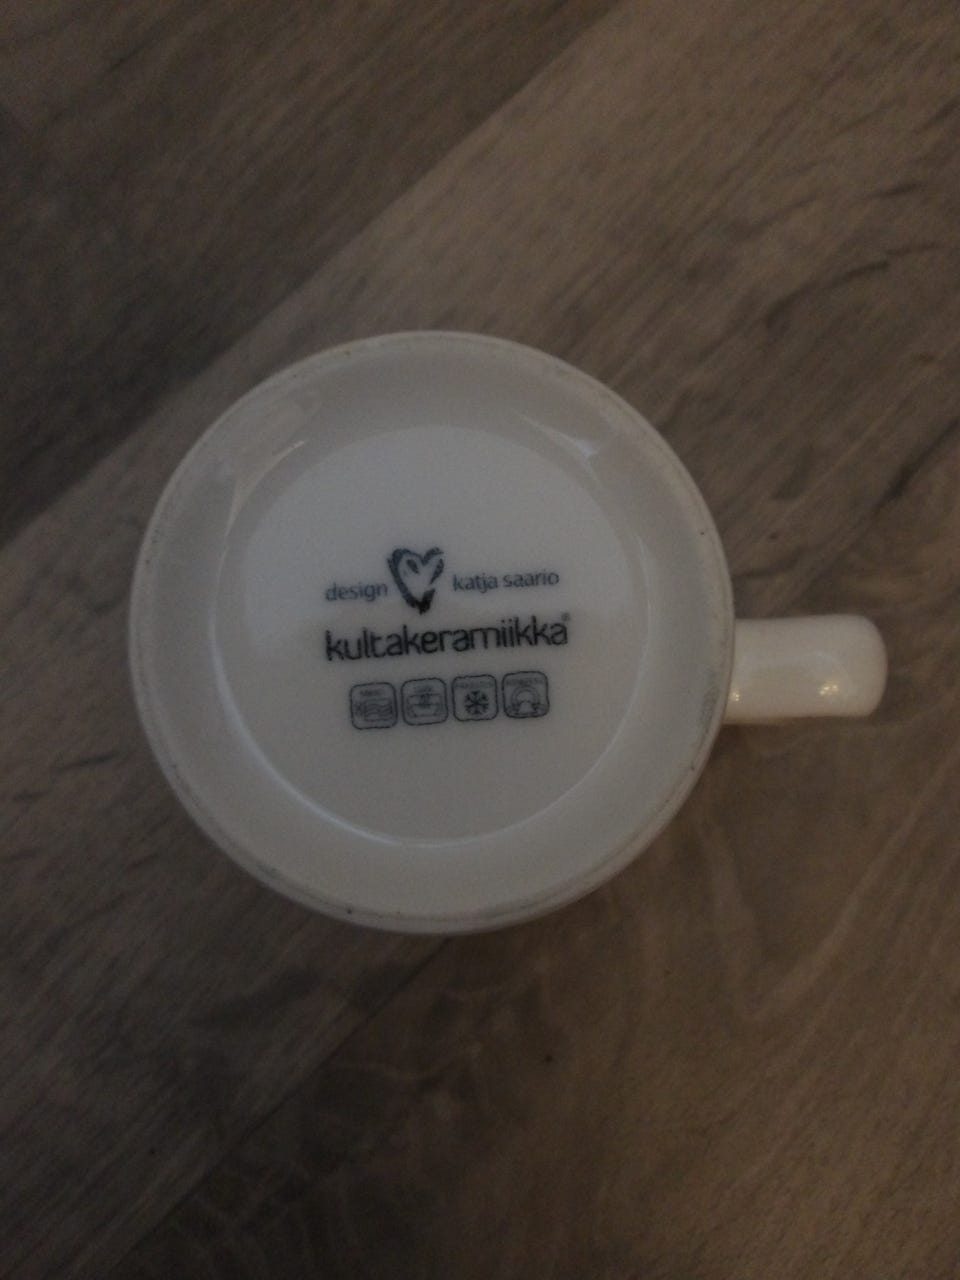 design katja saario
kultakeramiikka®